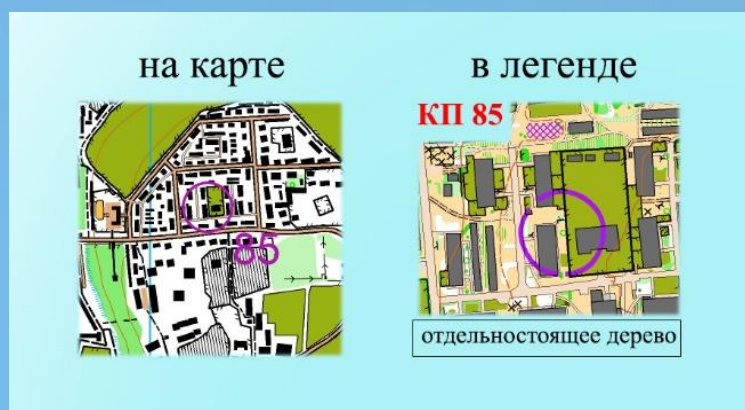 на карте
в легенде
КП 85
85
отдельностоящее дерево